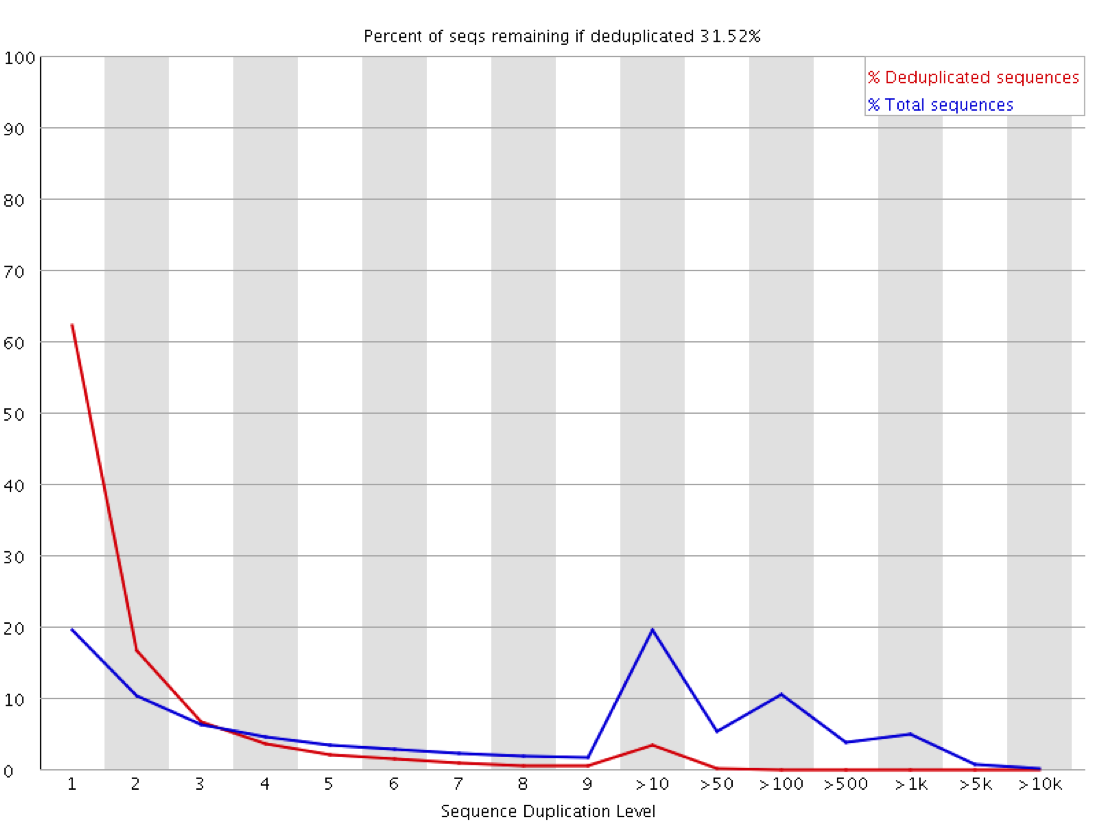 Percent of seqs remaining if deduplicated 31.52%
% Deduplicated sequences
% Total sequences
100
90
80
70
60
50
40
30
20
10
0
1 2 3 4 5 6 7 8 9 >10 >50 >100 >500 >1k >5k >10k
Sequence Duplication Level